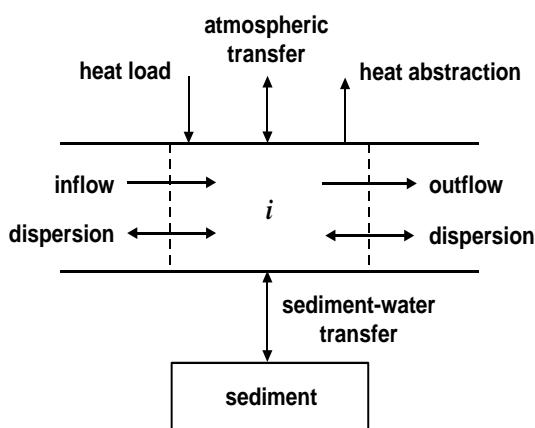 atmospheric
transfer
heat load
heat abstraction
inflow
outflow
i
dispersion
dispersion
sediment-water
transfer
sediment